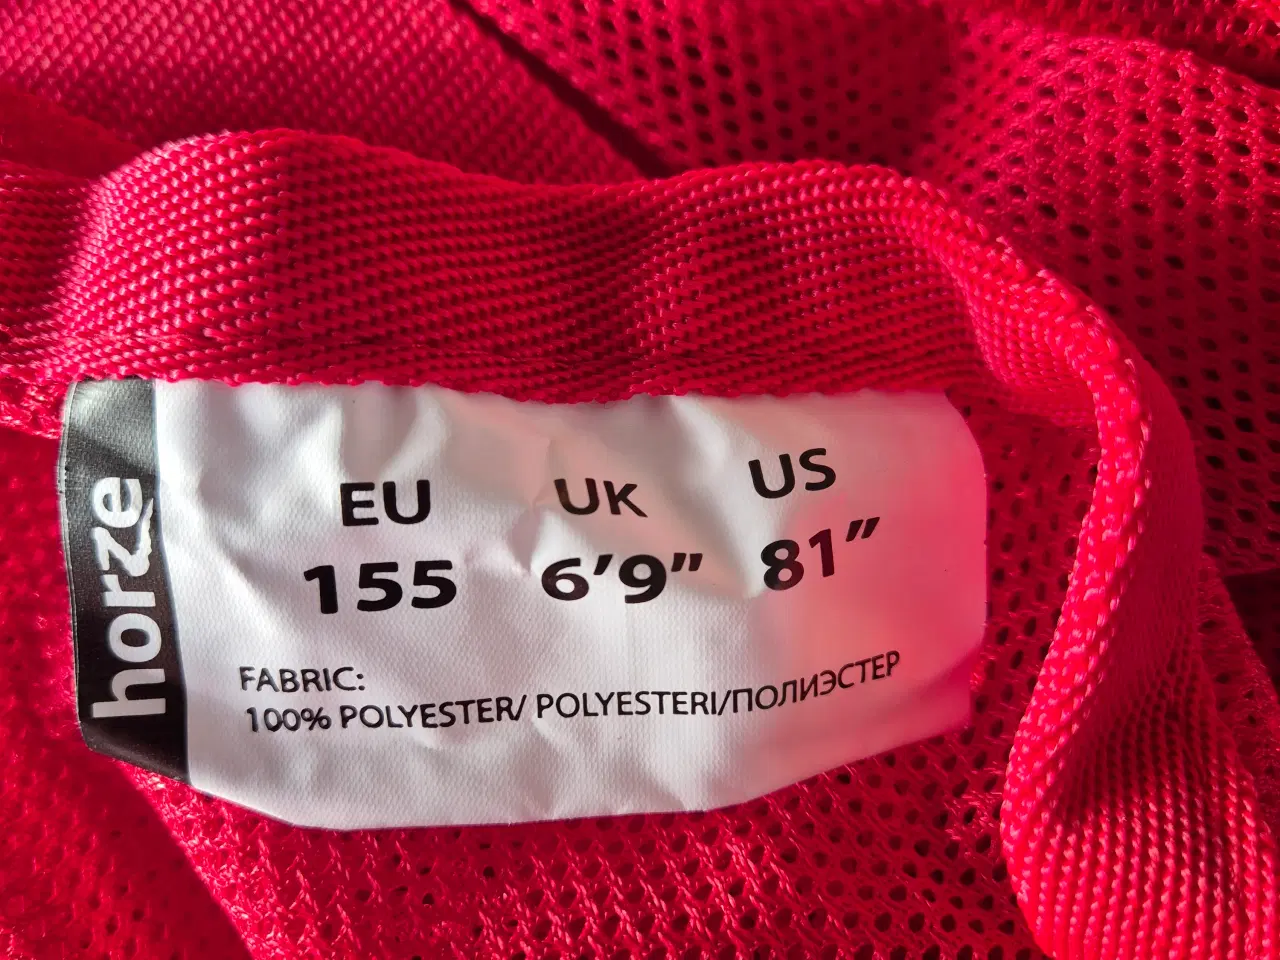 horze
EU UK US
155 6’9” 81”
FABRIC:
100% POLYESTER/ POLYESTERI/ПОЛИЭСТЕР